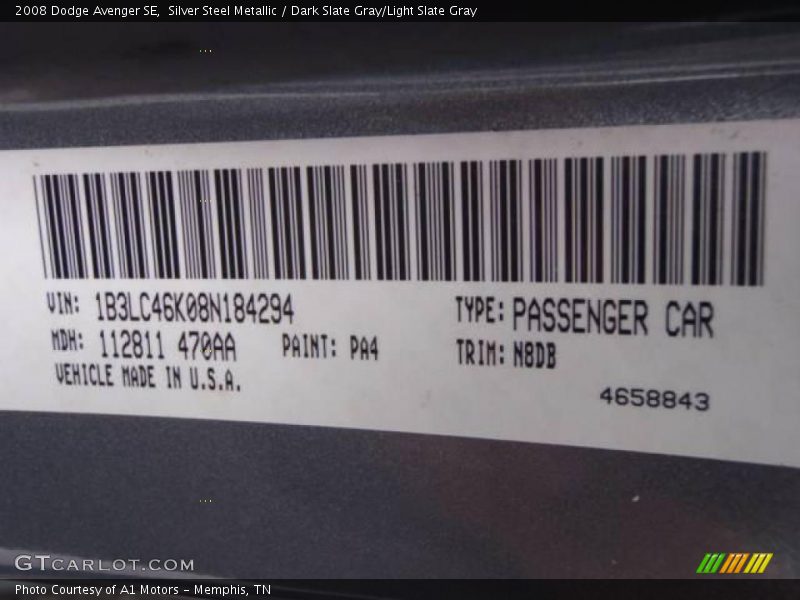 2008 Dodge Avenger SE,  Silver Steel Metallic / Dark Slate Gray/Light Slate Gray
VIN: 1B3LC46K08N184294 TYPE: PASSENGER CAR
MDH: 112811 470AA PAINT: PA4 TRIM: N8DB
VEHICLE MADE IN U.S.A.
4658843
GTCARLOT.COM
Photo Courtesy of A1 Motors - Memphis, TN